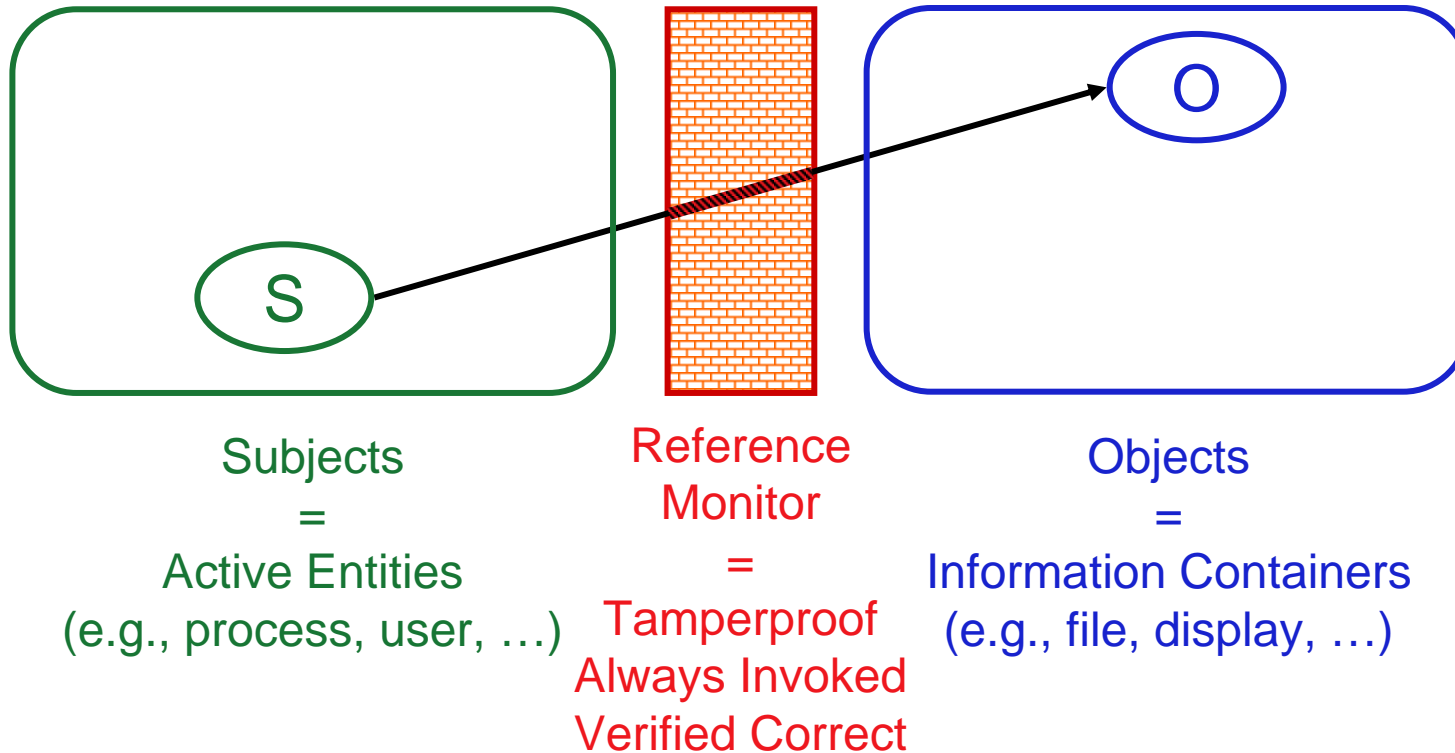 S
O
Subjects
=
Active Entities
(e.g., process, user, …)
Reference
Monitor
=
Tamperproof
Always Invoked
Verified Correct
Objects
=
Information Containers
(e.g., file, display, …)